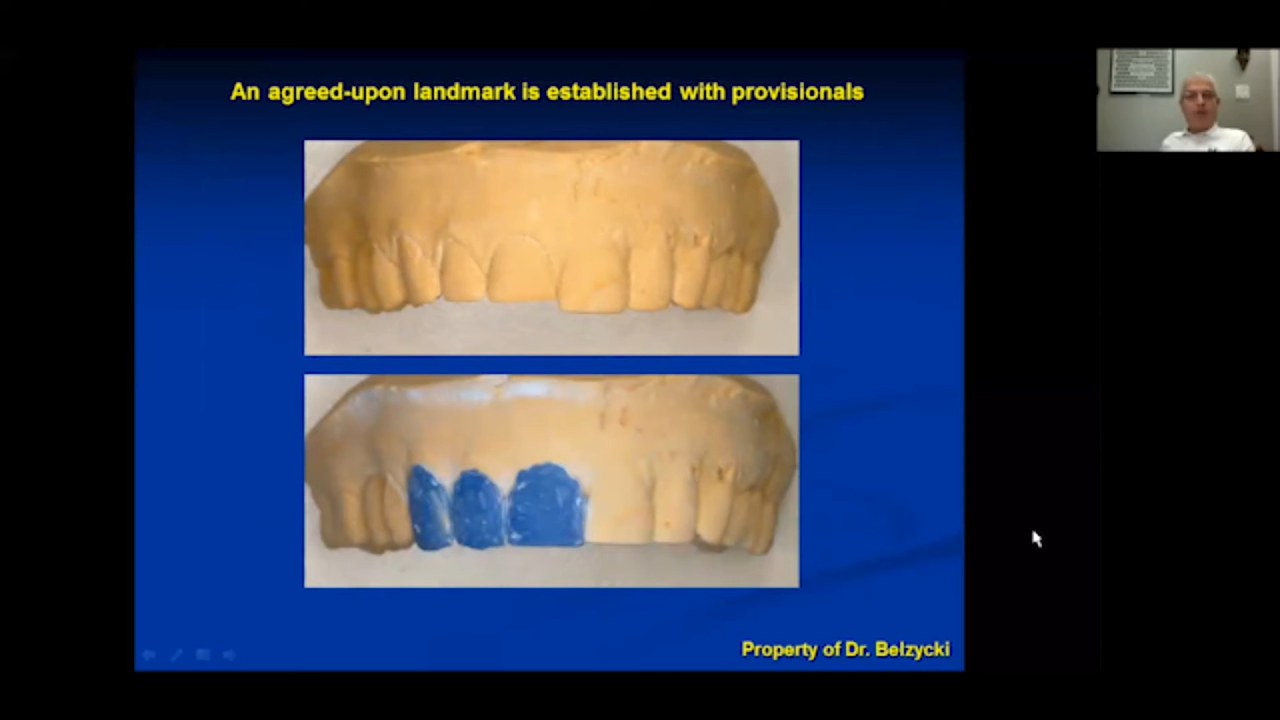 An agreed-upon landmark is established with provisionals
Property of Dr. Belzycki